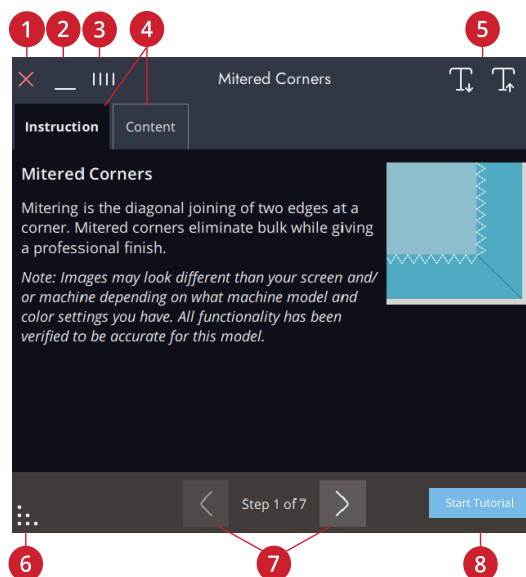 1 2 3 4 5
Mitered Corners
Instruction Content
Mitered Corners
Mitering is the diagonal joining of two edges at a
corner. Mitered corners eliminate bulk while giving
a professional finish.
Note: Images may look different than your screen and/
or machine depending on what machine model and
color settings you have. All functionality has been
verified to be accurate for this model.
Step 1 of 7
Start Tutorial
6 7 8